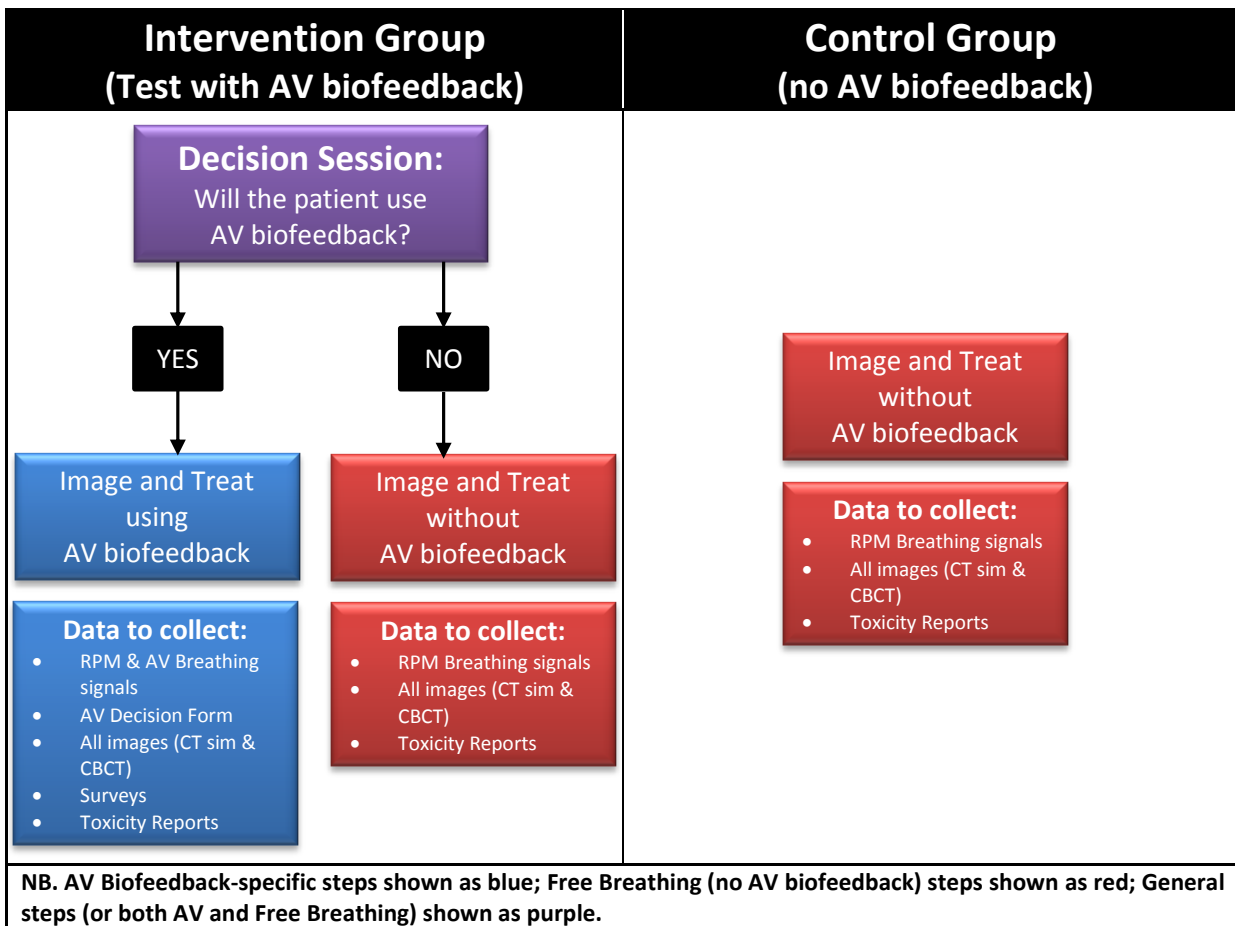 Intervention Group
(Test with AV biofeedback)
Control Group
(no AV biofeedback)
Decision Session:
Will the patient use
AV biofeedback?
YES
NO
Image and Treat
using
AV biofeedback
Image and Treat
without
AV biofeedback
Data to collect:
• RPM & AV Breathing
signals
• AV Decision Form
• All images (CT sim &
CBCT)
• Surveys
• Toxicity Reports
Data to collect:
• RPM Breathing signals
• All images (CT sim &
CBCT)
• Toxicity Reports
Image and Treat
without
AV biofeedback
Data to collect:
• RPM Breathing signals
• All images (CT sim &
CBCT)
• Toxicity Reports
NB. AV Biofeedback-specific steps shown as blue; Free Breathing (no AV biofeedback) steps shown as red; General
steps (or both AV and Free Breathing) shown as purple.